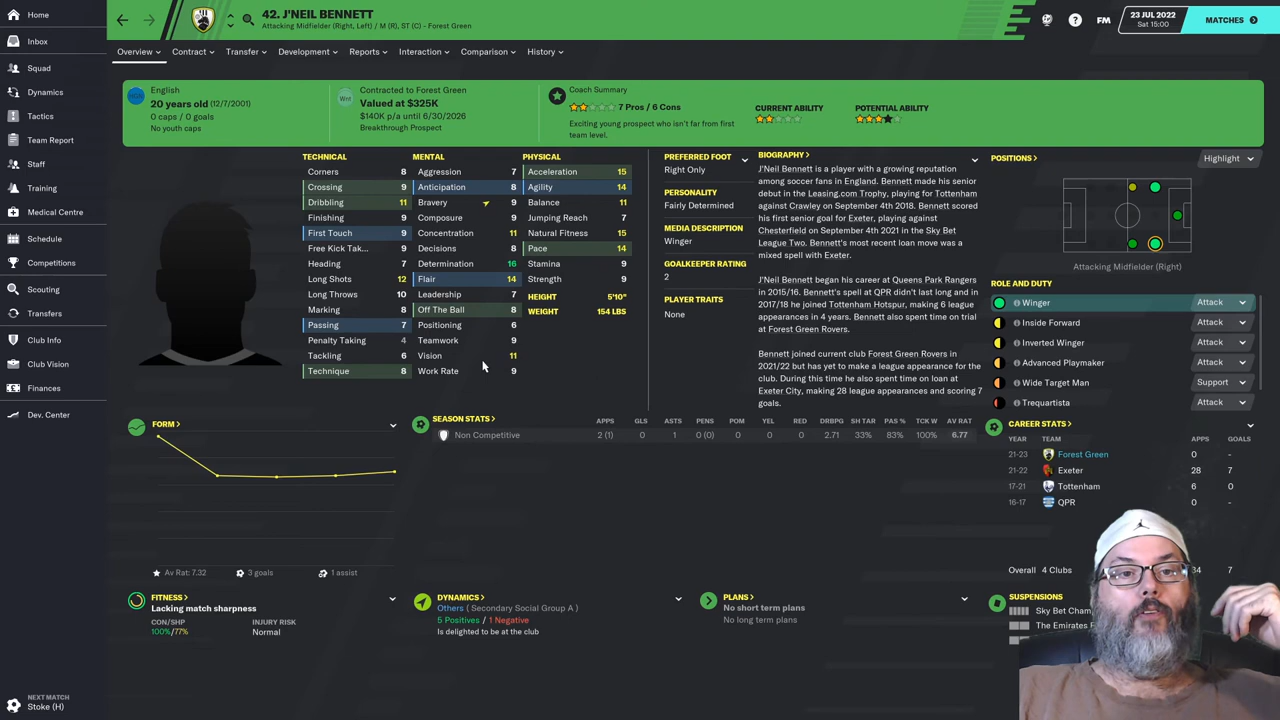 Home
Inbox
Squad
Dynamics
Tactics
Team Report
Staff
Training
Medical Centre
Schedule
Competitions
Scouting
Transfers
Club Info
Club Vision
Finances
Dev. Center
NEXT MATCH
Stoke (H)
42. J'NEIL BENNETT
Attacking Midfielder (Right, Left) / M (R), ST (C) - Forest Green
FM
23 JUL 2022
Sat 15:00
MATCHES
Overview
Contract
Transfer
Development
Reports
Interaction
Comparison
History
English
20 years old (12/7/2001)
0 caps / 0 goals
No youth caps
Wrd
Contracted to Forest Green
Valued at $325K
$140K p/a until 6/30/2026
Breakthrough Prospect
Coach Summary
7 Pros / 6 Cons
Exciting young prospect who isn't far from first
team level.
CURRENT ABILITY
POTENTIAL ABILITY
TECHNICAL
Corners 8
Crossing 9
Dribbling 11
Finishing 9
First Touch 9
Free Kick Tak... 9
Heading 7
Long Shots 12
Long Throws 10
Marking 8
Passing 7
Penalty Taking 4
Tackling 6
Technique 8
MENTAL
Aggression 7
Anticipation 8
Bravery 9
Composure 9
Concentration 11
Decisions 8
Determination 16
Flair 14
Leadership 7
Off The Ball 8
Positioning 6
Teamwork 9
Vision 11
Work Rate 9
PHYSICAL
Acceleration 15
Agility 14
Balance 11
Jumping Reach 7
Natural Fitness 15
Pace 14
Stamina 9
Strength 9
HEIGHT 5'10"
WEIGHT 154 LBS
PREFERRED FOOT
Right Only
PERSONALITY
Fairly Determined
MEDIA DESCRIPTION
Winger
GOALKEEPER RATING
2
PLAYER TRAITS
None
BIOGRAPHY
J'Neil Bennett is a player with a growing reputation
among soccer fans in England. Bennett made his senior
debut in the Leasing.com Trophy, playing for Tottenham
against Crawley on September 4th 2018. Bennett scored
his first senior goal for Exeter, playing against
Chesterfield on September 4th 2021 in the Sky Bet
League Two. Bennett's most recent loan move was a
mixed spell with Exeter.
J'Neil Bennett began his career at Queens Park Rangers
in 2015/16. Bennett's spell at QPR didn't last long and in
2017/18 he joined Tottenham Hotspur, making 6 league
appearances in 4 years. Bennett also spent time on trial
at Forest Green Rovers.
Bennett joined current club Forest Green Rovers in
2021/22 but has yet to make a league appearance for the
club. During this time he also spent time on loan at
Exeter City, making 28 league appearances and scoring 7
goals.
POSITIONS
Highlight
Attacking Midfielder (Right)
ROLE AND DUTY
Winger Attack
Inside Forward Attack
Inverted Winger Attack
Advanced Playmaker Attack
Wide Target Man Support
Trequartista Attack
FORM
Av Rat: 7.32
3 goals
1 assist
SEASON STATS
APPS GLS ASTS PENS POM YEL RED DRBPG SH TAR PAS % TCK W AV RAT
Non Competitive 2 (1) 0 1 0 (0) 0 0 0 2.71 33% 83% 100% 6.77
CAREER STATS
YEAR TEAM APPS GOALS
21-23 Forest Green 0 -
21-22 Exeter 28 7
17-21 Tottenham 6 0
16-17 QPR 0 -
Overall 4 Clubs 34 7
FITNESS
Lacking match sharpness
CON/SHP
100%/77%
INJURY RISK
Normal
DYNAMICS
Others ( Secondary Social Group A )
5 Positives / 1 Negative
Is delighted to be at the club
PLANS
No short term plans
No long term plans
SUSPENSIONS
Sky Bet Cham
The Emirates F